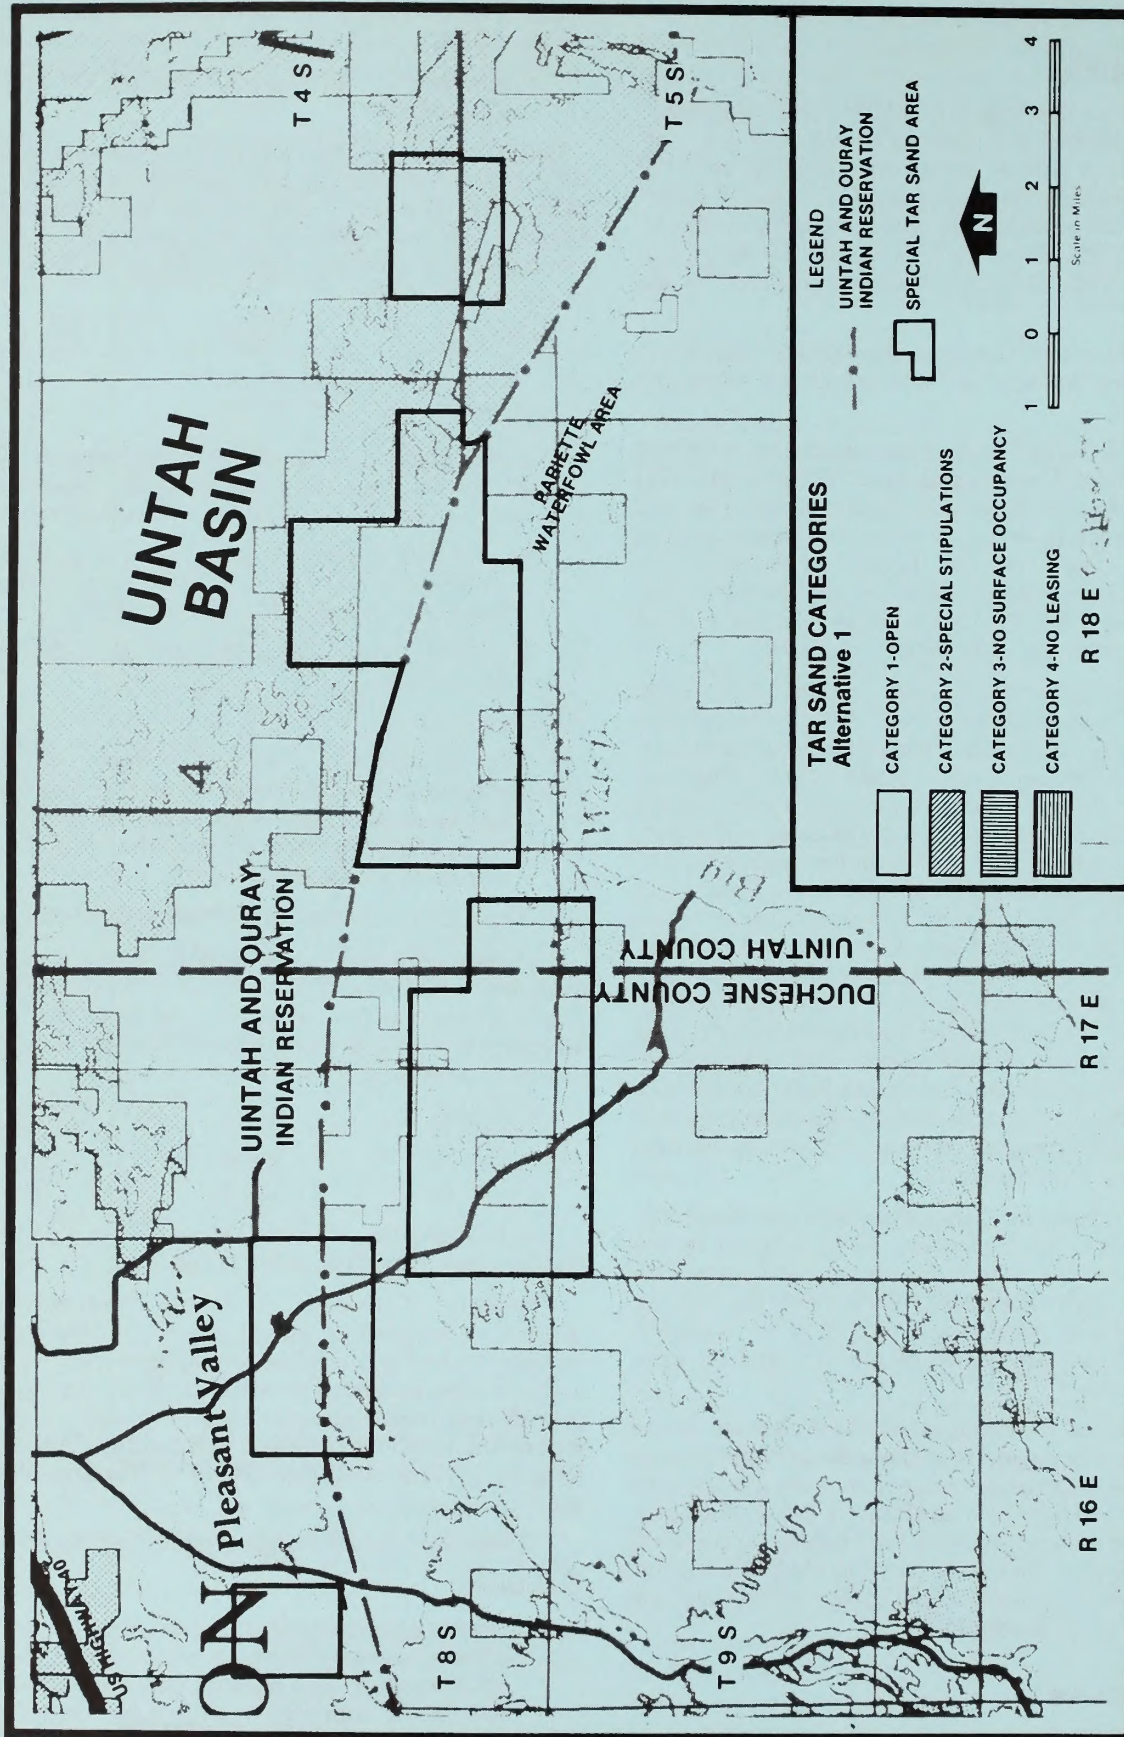 UINTAH
BASIN
T 4 S
4
UINTAH AND OURAY
INDIAN RESERVATION
Pleasant Valley
US HIGHWAY 40
ON
T 5 S
PARIETTE
WATERFOWL AREA
Wash
Big
UINTAH COUNTY
DUCHESNE COUNTY
T 8 S
T 9 S
R 16 E
R 17 E
R 18 E
TAR SAND CATEGORIES
Alternative 1
CATEGORY 1-OPEN
CATEGORY 2-SPECIAL STIPULATIONS
CATEGORY 3-NO SURFACE OCCUPANCY
CATEGORY 4-NO LEASING
LEGEND
UINTAH AND OURAY
INDIAN RESERVATION
SPECIAL TAR SAND AREA
N
1 0 1 2 3 4
Scale in Miles